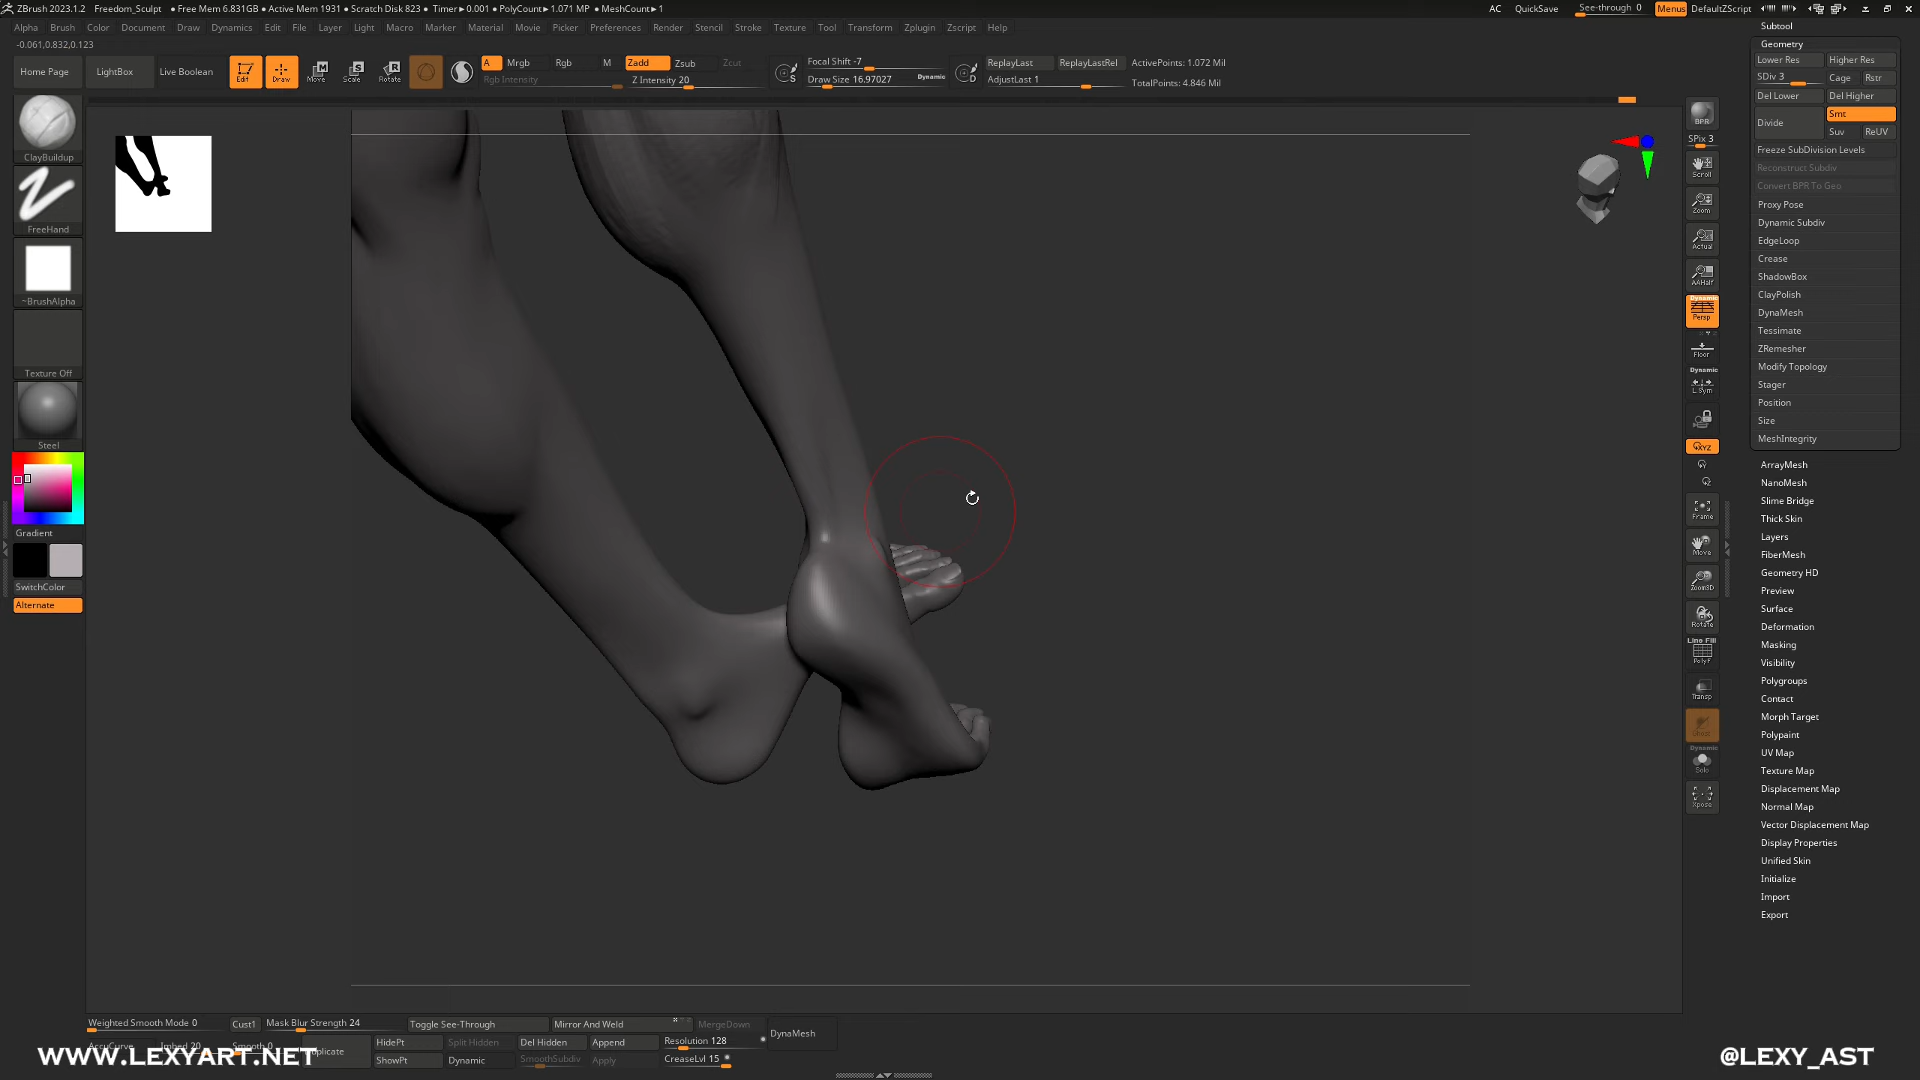 ZBrush 2023.1.2 Freedom_Sculpt • Free Mem 6.831GB • Active Mem 1931 • Scratch Disk 823 • Timer▸0.001 • PolyCount▸1.071 MP • MeshCount▸1 AC QuickSave See-through 0 Menus DefaultZScript
Alpha Brush Color Document Draw Dynamics Edit File Layer Light Macro Marker Material Movie Picker Preferences Render Stencil Stroke Texture Tool Transform Zplugin Zscript Help
-0.061,0.832,0.123
Home Page LightBox Live Boolean Edit Draw Move Scale Rotate A Mrgb Rgb M Zadd Zsub Zcut
Rgb Intensity Z Intensity 20
Focal Shift -7
Draw Size 16.97027 Dynamic
ReplayLast ReplayLastRel ActivePoints: 1.072 Mil
AdjustLast 1 TotalPoints: 4.846 Mil
ClayBuildup
FreeHand
~BrushAlpha
Texture Off
Steel
Gradient
SwitchColor
Alternate
BPR
SPix 3
Scroll
Zoom
Actual
AAHalf
Dynamic
Persp
Floor
Dynamic
L.Sym
XYZ
Frame
Move
Zoom3D
Rotate
Line Fill
PolyF
Transp
Ghost
Dynamic
Solo
Xpose
Subtool
Geometry
Lower Res Higher Res
SDiv 3 Cage Rstr
Del Lower Del Higher
Divide Smt
Suv ReUV
Freeze SubDivision Levels
Reconstruct Subdiv
Convert BPR To Geo
Proxy Pose
Dynamic Subdiv
EdgeLoop
Crease
ShadowBox
ClayPolish
DynaMesh
Tessimate
ZRemesher
Modify Topology
Stager
Position
Size
MeshIntegrity
ArrayMesh
NanoMesh
Slime Bridge
Thick Skin
Layers
FiberMesh
Geometry HD
Preview
Surface
Deformation
Masking
Visibility
Polygroups
Contact
Morph Target
Polypaint
UV Map
Texture Map
Displacement Map
Normal Map
Vector Displacement Map
Display Properties
Unified Skin
Initialize
Import
Export
Weighted Smooth Mode 0 Cust1 Mask Blur Strength 24 Toggle See-Through Mirror And Weld MergeDown DynaMesh
HidePt Split Hidden Del Hidden Append Resolution 128
ShowPt Dynamic SmoothSubdiv Apply CreaseLvl 15
WWW.LEXYART.NET
@LEXY_AST